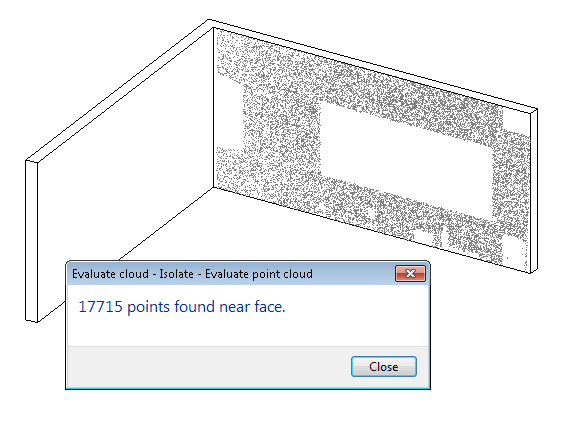 Evaluate cloud - Isolate - Evaluate point cloud
17715 points found near face.
Close